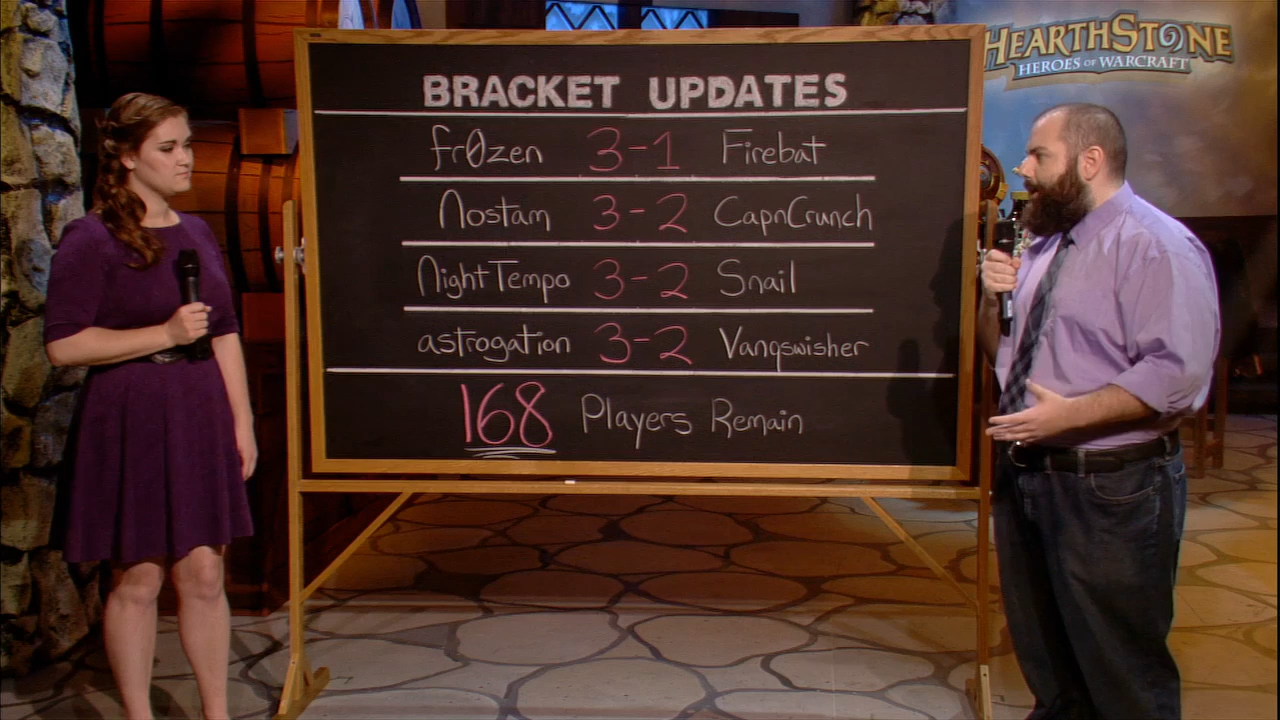 HEARTHSTONE
HEROES OF WARCRAFT
BRACKET UPDATES
fr0zen 3-1 Firebat
Nostam 3-2 CapnCrunch
NightTempo 3-2 Snail
astrogation 3-2 Vanqswisher
168 Players Remain